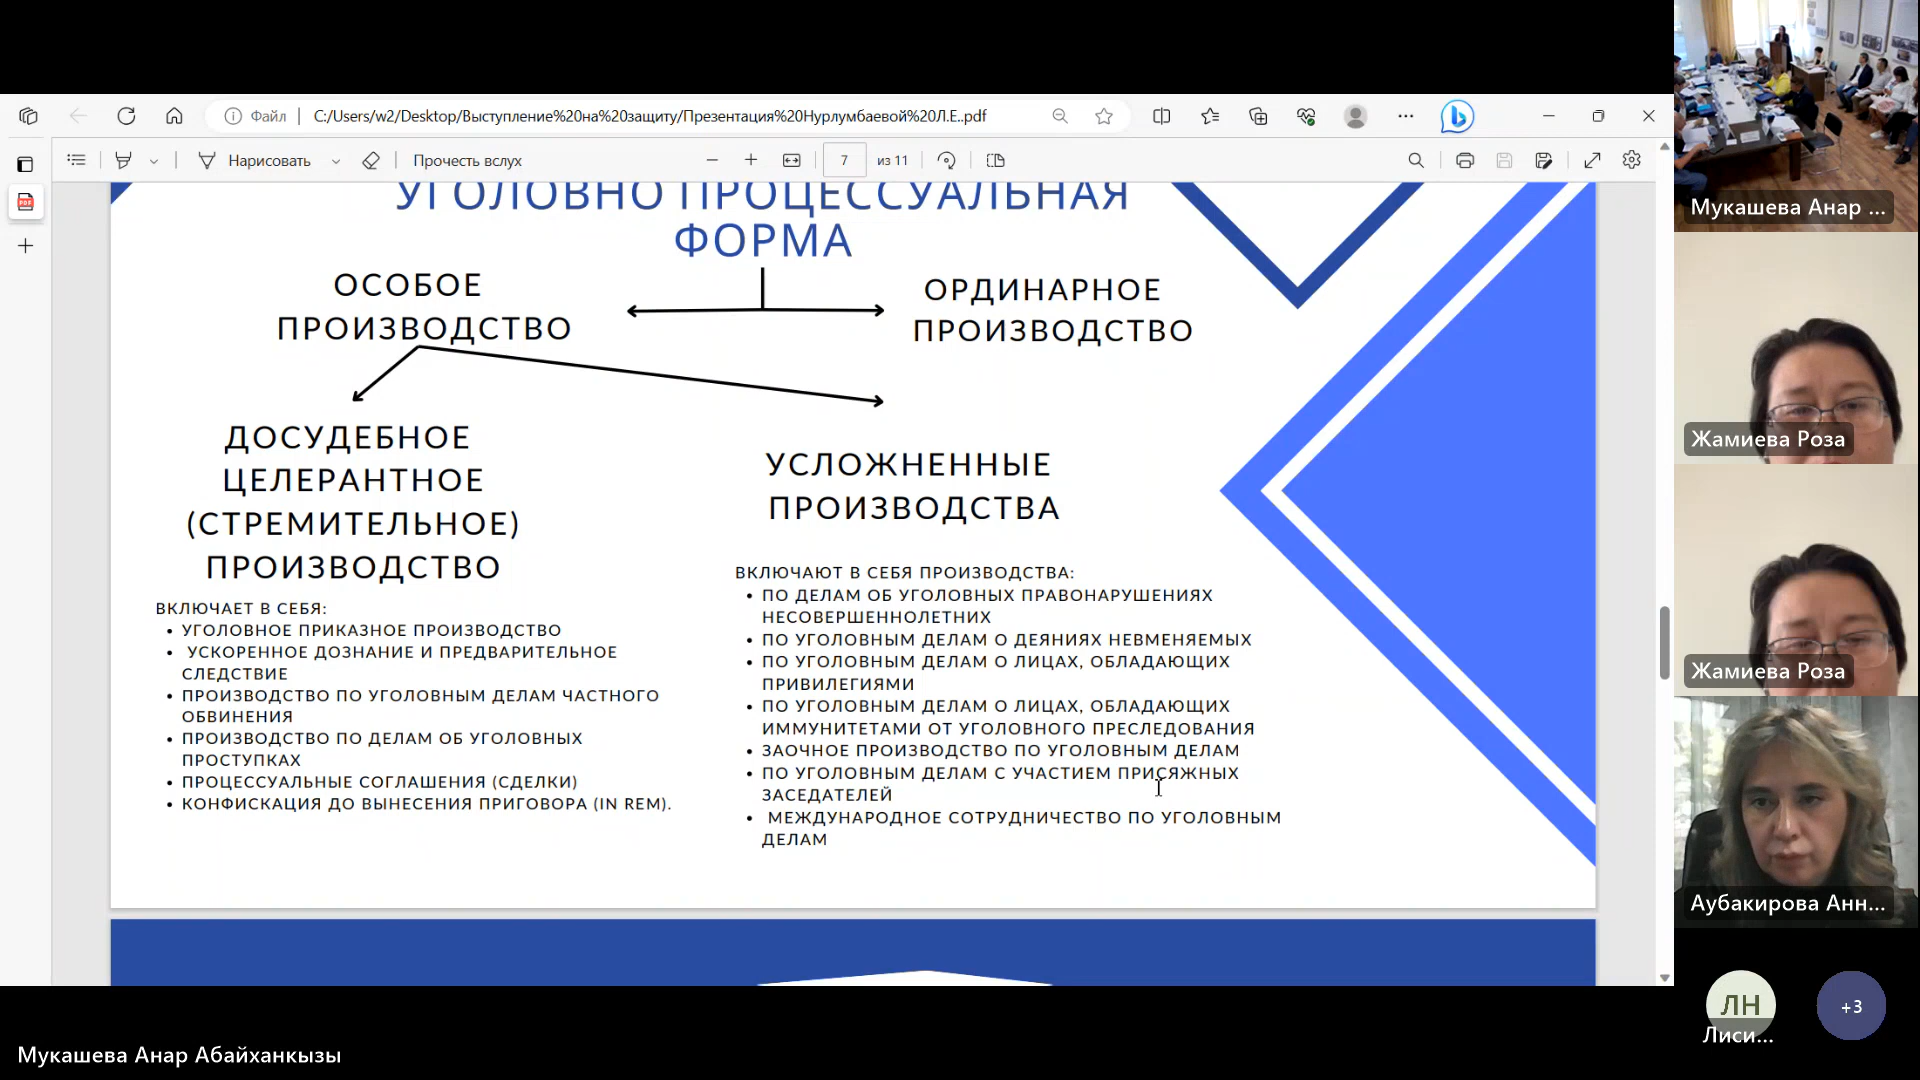 Файл
C:/Users/w2/Desktop/Выступление%20на%20защиту/Презентация%20Нурлумбаевой%20Л.Е..pdf
Нарисовать
Прочесть вслух
7
из 11
УГОЛОВНО ПРОЦЕССУАЛЬНАЯ
ФОРМА
ОСОБОЕ
ПРОИЗВОДСТВО
ОРДИНАРНОЕ
ПРОИЗВОДСТВО
ДОСУДЕБНОЕ
ЦЕЛЕРАНТНОЕ
(СТРЕМИТЕЛЬНОЕ)
ПРОИЗВОДСТВО
ВКЛЮЧАЕТ В СЕБЯ:
• УГОЛОВНОЕ ПРИКАЗНОЕ ПРОИЗВОДСТВО
• УСКОРЕННОЕ ДОЗНАНИЕ И ПРЕДВАРИТЕЛЬНОЕ
СЛЕДСТВИЕ
• ПРОИЗВОДСТВО ПО УГОЛОВНЫМ ДЕЛАМ ЧАСТНОГО
ОБВИНЕНИЯ
• ПРОИЗВОДСТВО ПО ДЕЛАМ ОБ УГОЛОВНЫХ
ПРОСТУПКАХ
• ПРОЦЕССУАЛЬНЫЕ СОГЛАШЕНИЯ (СДЕЛКИ)
• КОНФИСКАЦИЯ ДО ВЫНЕСЕНИЯ ПРИГОВОРА (IN REM).
УСЛОЖНЕННЫЕ
ПРОИЗВОДСТВА
ВКЛЮЧАЮТ В СЕБЯ ПРОИЗВОДСТВА:
• ПО ДЕЛАМ ОБ УГОЛОВНЫХ ПРАВОНАРУШЕНИЯХ
НЕСОВЕРШЕННОЛЕТНИХ
• ПО УГОЛОВНЫМ ДЕЛАМ О ДЕЯНИЯХ НЕВМЕНЯЕМЫХ
• ПО УГОЛОВНЫМ ДЕЛАМ О ЛИЦАХ, ОБЛАДАЮЩИХ
ПРИВИЛЕГИЯМИ
• ПО УГОЛОВНЫМ ДЕЛАМ О ЛИЦАХ, ОБЛАДАЮЩИХ
ИММУНИТЕТАМИ ОТ УГОЛОВНОГО ПРЕСЛЕДОВАНИЯ
• ЗАОЧНОЕ ПРОИЗВОДСТВО ПО УГОЛОВНЫМ ДЕЛАМ
• ПО УГОЛОВНЫМ ДЕЛАМ С УЧАСТИЕМ ПРИСЯЖНЫХ
ЗАСЕДАТЕЛЕЙ
• МЕЖДУНАРОДНОЕ СОТРУДНИЧЕСТВО ПО УГОЛОВНЫМ
ДЕЛАМ
Мукашева Анар ...
Жамиева Роза
Жамиева Роза
Аубакирова Анн...
ЛН
Лиси...
+3
Мукашева Анар Абайханкызы